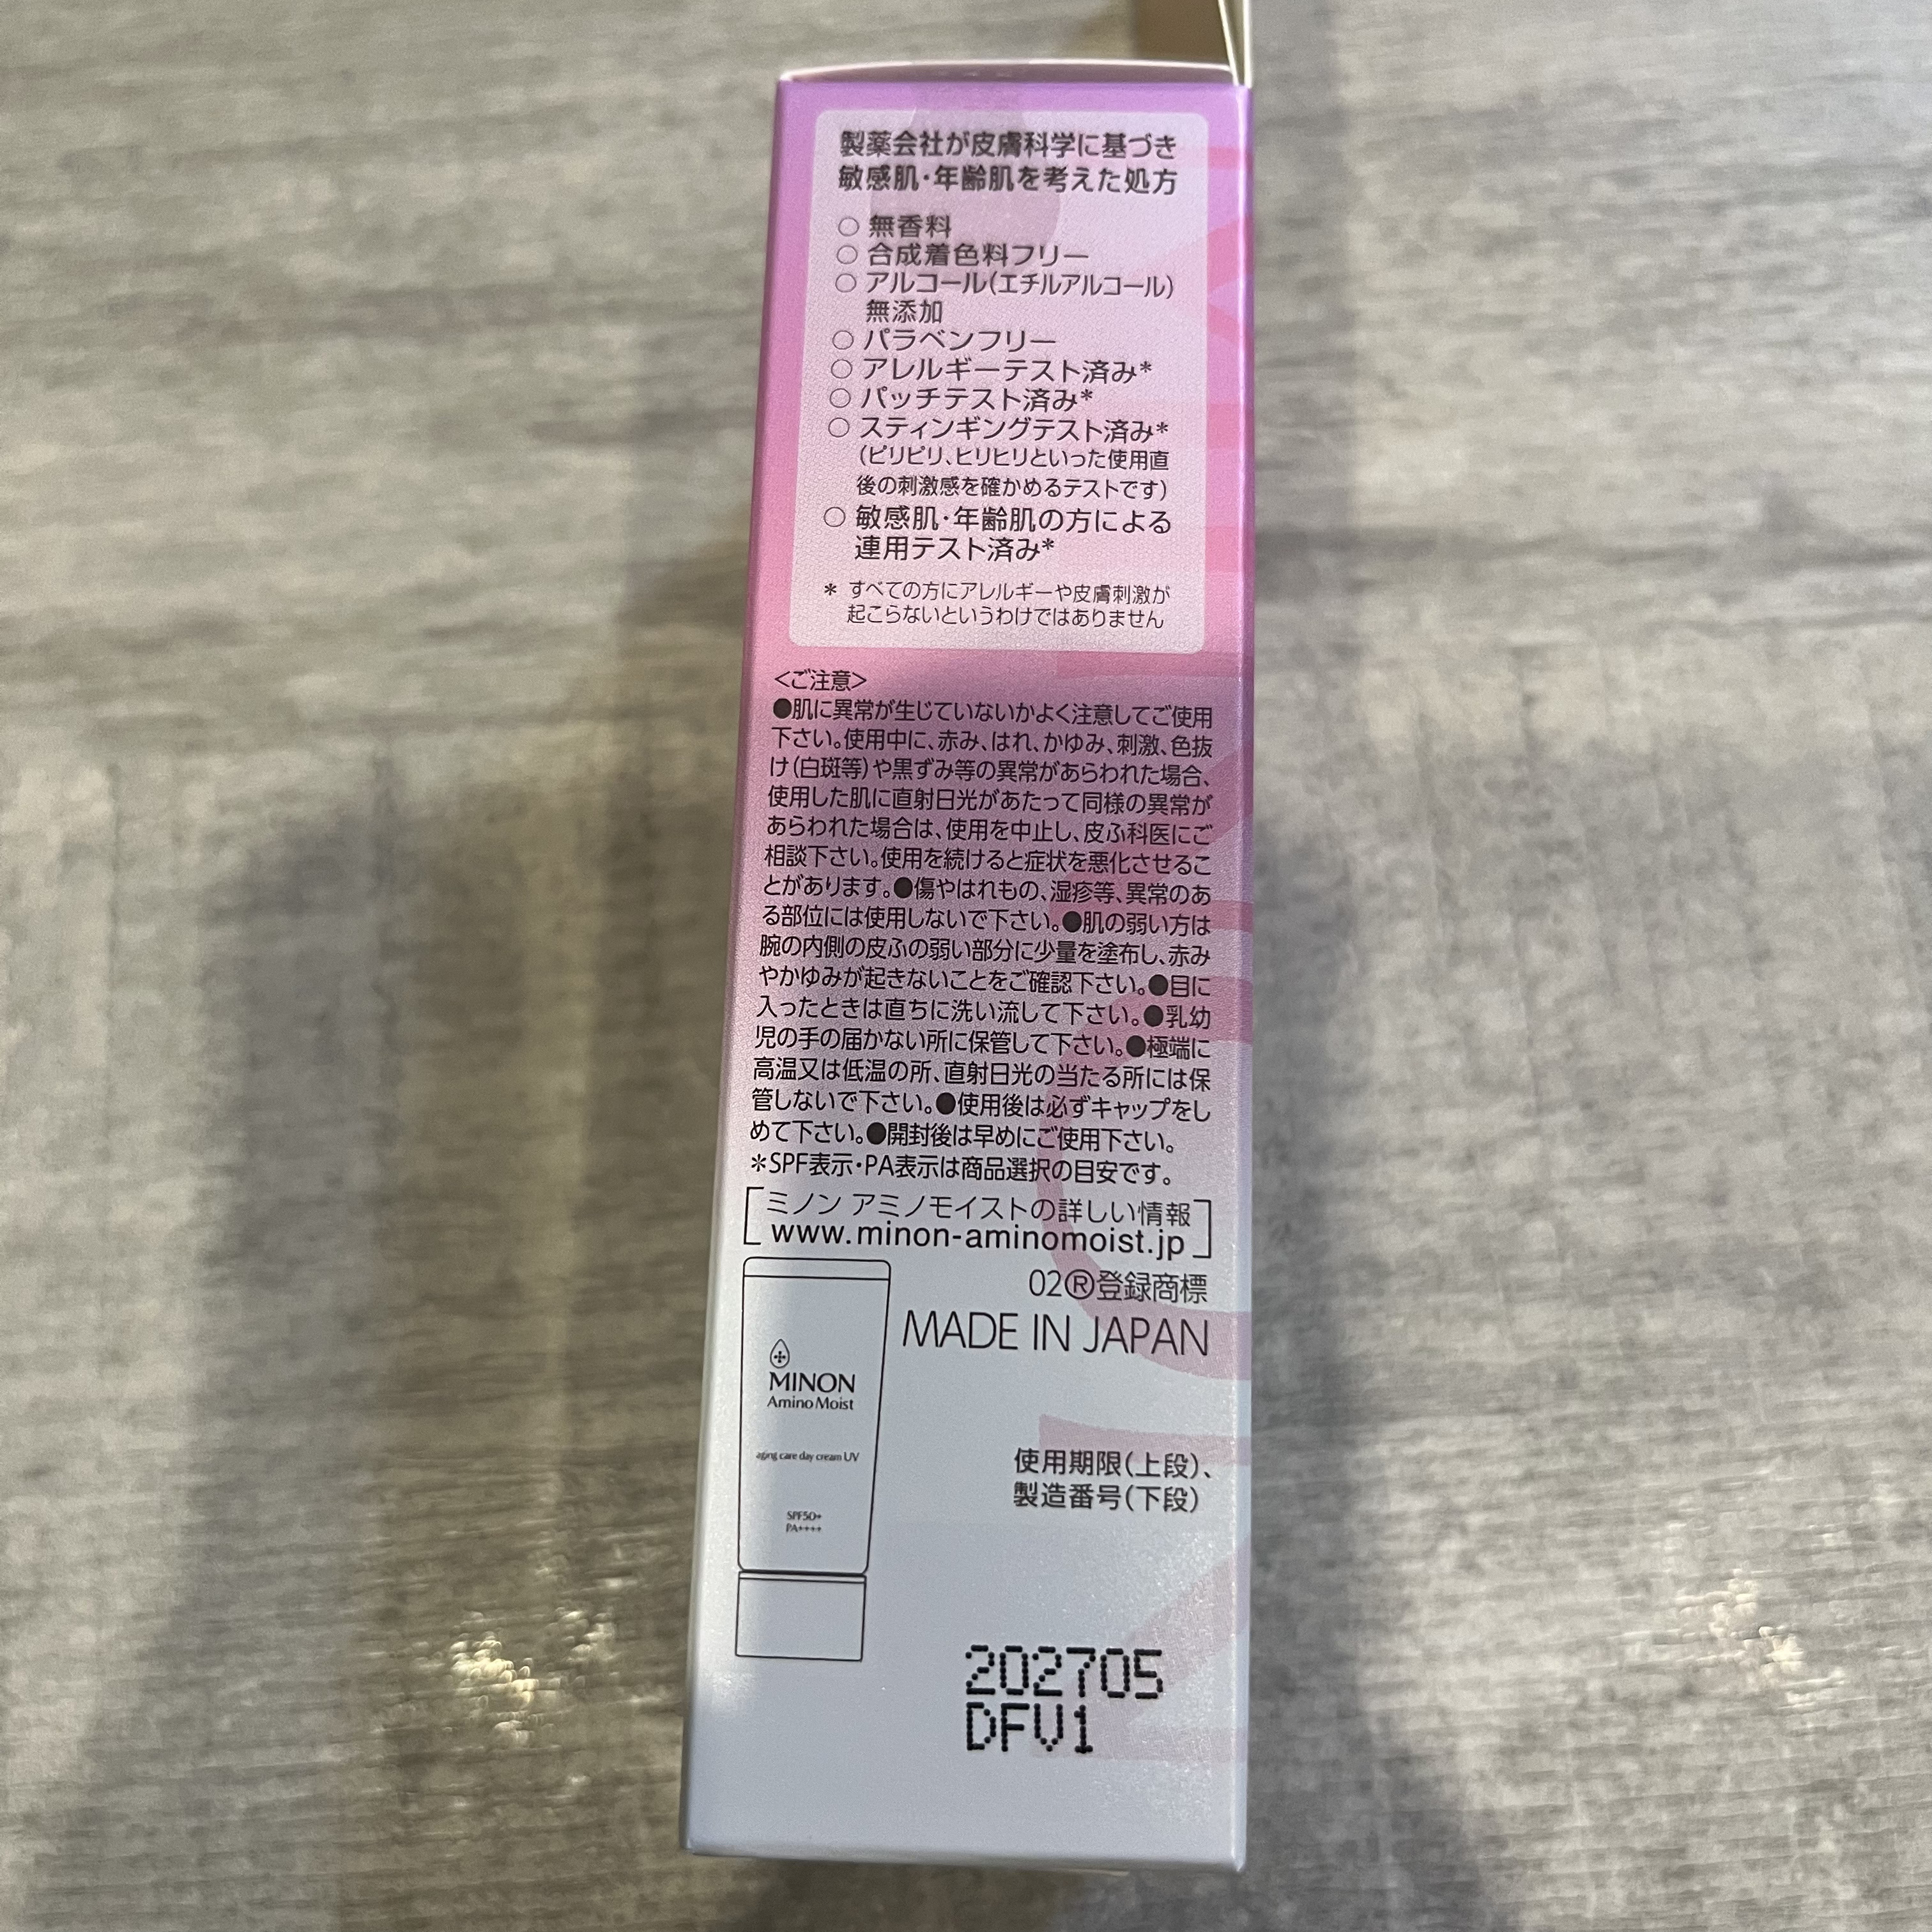 製薬会社が皮膚科学に基づき
敏感肌・年齢肌を考えた処方
○ 無香料
○ 合成着色料フリー
○ アルコール(エチルアルコール)
無添加
○ パラベンフリー
○ アレルギーテスト済み*
○ パッチテスト済み*
○ スティンギングテスト済み*
(ピリピリ、ヒリヒリといった使用直
後の刺激感を確かめるテストです)
○ 敏感肌・年齢肌の方による
連用テスト済み*
* すべての方にアレルギーや皮膚刺激が
起こらないというわけではありません
<ご注意>
●肌に異常が生じていないかよく注意してご使用
下さい。使用中に、赤み、はれ、かゆみ、刺激、色抜
け(白斑等)や黒ずみ等の異常があらわれた場合、
使用した肌に直射日光があたって同様の異常が
あらわれた場合は、使用を中止し、皮ふ科医にご
相談下さい。使用を続けると症状を悪化させるこ
とがあります。●傷やはれもの、湿疹等、異常のあ
る部位には使用しないで下さい。●肌の弱い方は
腕の内側の皮ふの弱い部分に少量を塗布し、赤み
やかゆみが起きないことをご確認下さい。●目に
入ったときは直ちに洗い流して下さい。●乳幼
児の手の届かない所に保管して下さい。●極端に
高温又は低温の所、直射日光の当たる所には保
管しないで下さい。●使用後は必ずキャップをし
めて下さい。●開封後は早めにご使用下さい。
*SPF表示・PA表示は商品選択の目安です。
ミノン アミノモイストの詳しい情報
www.minon-aminomoist.jp
02®登録商標
MADE IN JAPAN
MINON
Amino Moist
aging care day cream UV
SPF50+
PA++++
使用期限(上段)、
製造番号(下段)
202705
DFV1